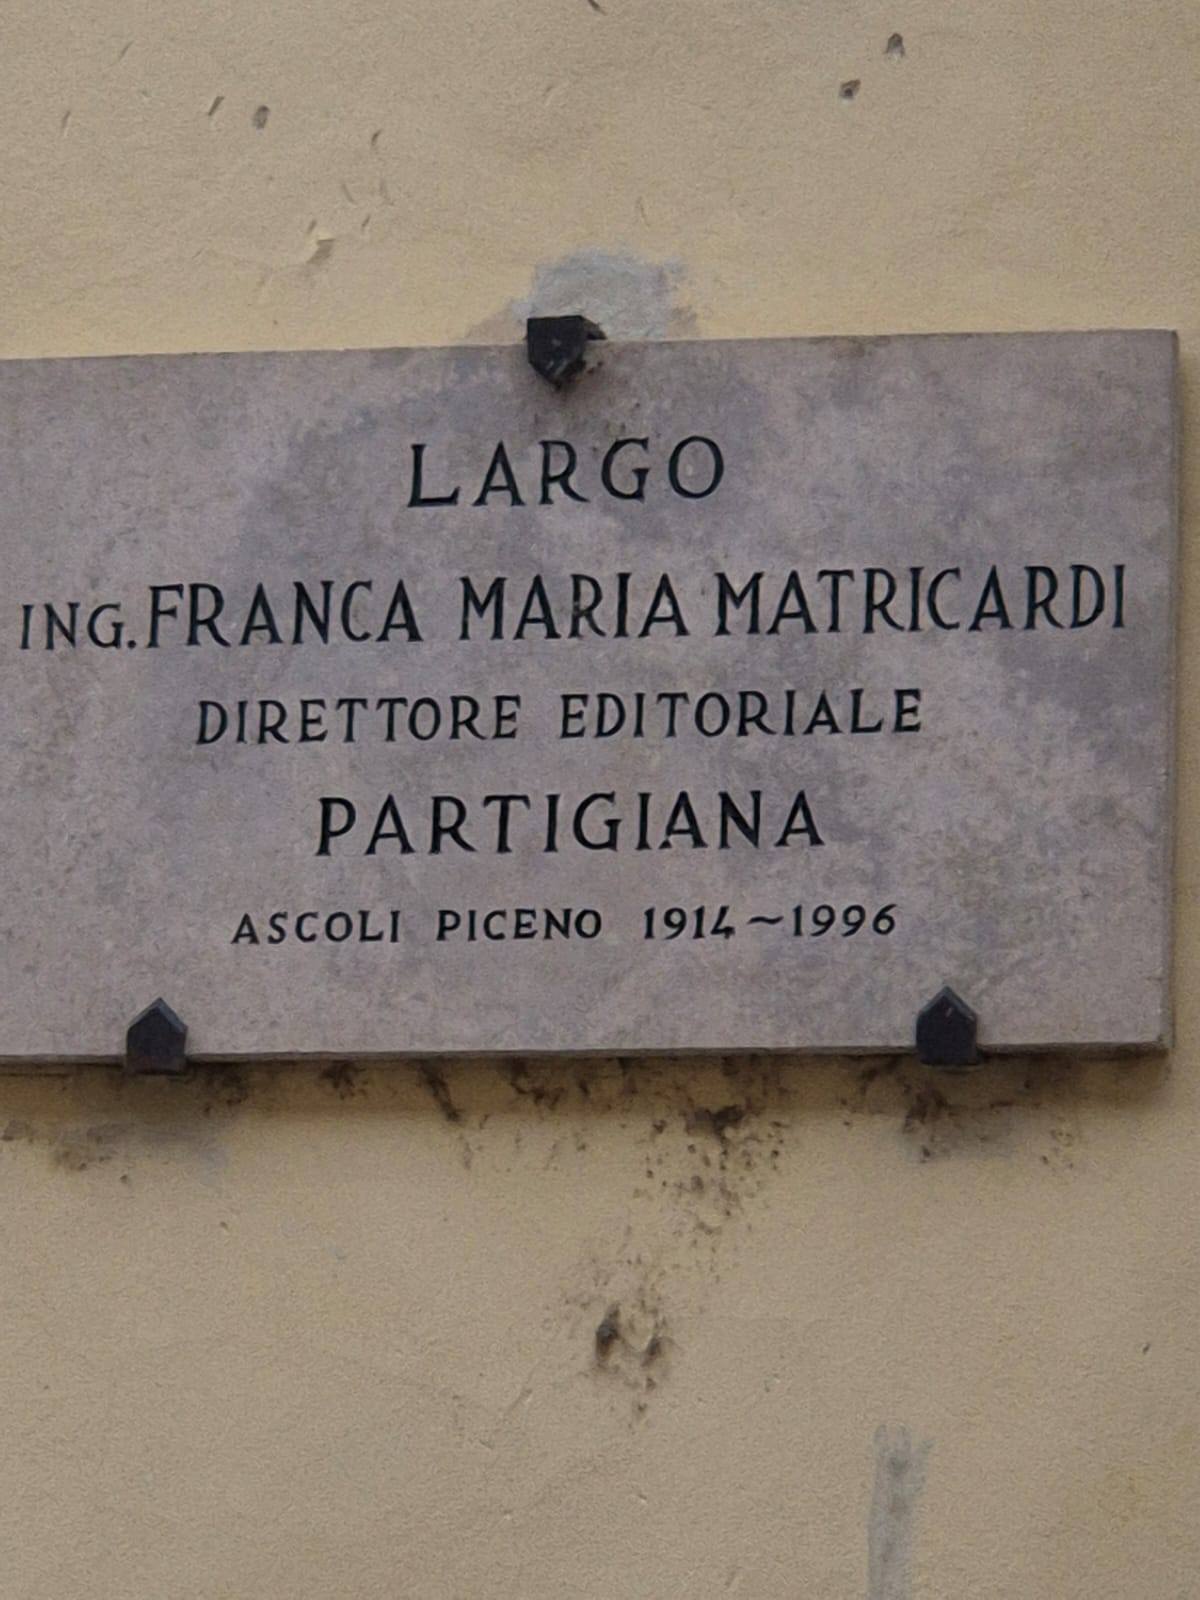 LARGO
ING. FRANCA MARIA MATRICARDI
DIRETTORE EDITORIALE
PARTIGIANA
ASCOLI PICENO 1914~1996